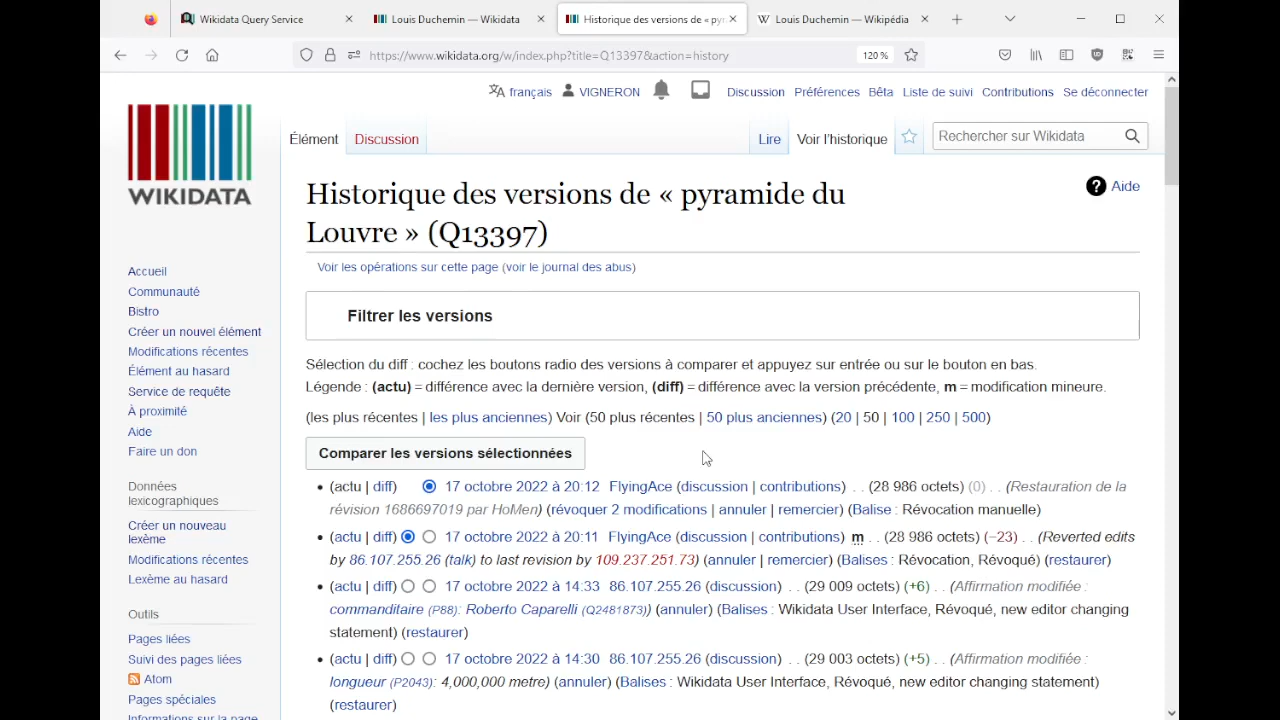 Wikidata Query Service
Louis Duchernin — Wikidata
Historique des versions de « pyr
Louis Duchernin — Wikipédia
https://www.wikidata.org/w/index.php?title=Q13397&action=history
120 %
français
VIGNERON
Discussion
Préférences
Bêta
Liste de suivi
Contributions
Se déconnecter
WIKIDATA
Élément
Discussion
Lire
Voir l'historique
Rechercher sur Wikidata
Historique des versions de « pyramide du
Louvre » (Q13397)
? Aide
Voir les opérations sur cette page (voir le journal des abus)
Filtrer les versions
Sélection du diff : cochez les boutons radio des versions à comparer et appuyez sur entrée ou sur le bouton en bas.
Légende : (actu) = différence avec la dernière version, (diff) = différence avec la version précédente, m = modification mineure.
(les plus récentes | les plus anciennes) Voir (50 plus récentes | 50 plus anciennes) (20 | 50 | 100 | 250 | 500)
Comparer les versions sélectionnées
• (actu | diff) 17 octobre 2022 à 20:12 FlyingAce (discussion | contributions) . . (28 986 octets) (0) . . (Restauration de la
révision 1686697019 par HoMen) (révoquer 2 modifications | annuler | remercier) (Balise : Révocation manuelle)
• (actu | diff) 17 octobre 2022 à 20:11 FlyingAce (discussion | contributions) m . . (28 986 octets) (−23) . . (Reverted edits
by 86.107.255.26 (talk) to last revision by 109.237.251.73) (annuler | remercier) (Balises : Révocation, Révoqué) (restaurer)
• (actu | diff) 17 octobre 2022 à 14:33 86.107.255.26 (discussion) . . (29 009 octets) (+6) . . (Affirmation modifiée :
commanditaire (P88): Roberto Caparelli (Q2481873)) (annuler) (Balises : Wikidata User Interface, Révoqué, new editor changing
statement) (restaurer)
• (actu | diff) 17 octobre 2022 à 14:30 86.107.255.26 (discussion) . . (29 003 octets) (+5) . . (Affirmation modifiée :
longueur (P2043): 4,000,000 metre) (annuler) (Balises : Wikidata User Interface, Révoqué, new editor changing statement)
(restaurer)
Accueil
Communauté
Bistro
Créer un nouvel élément
Modifications récentes
Élément au hasard
Service de requête
À proximité
Aide
Faire un don
Données
lexicographiques
Créer un nouveau
lexème
Modifications récentes
Lexème au hasard
Outils
Pages liées
Suivi des pages liées
Atom
Pages spéciales
Informations sur la page